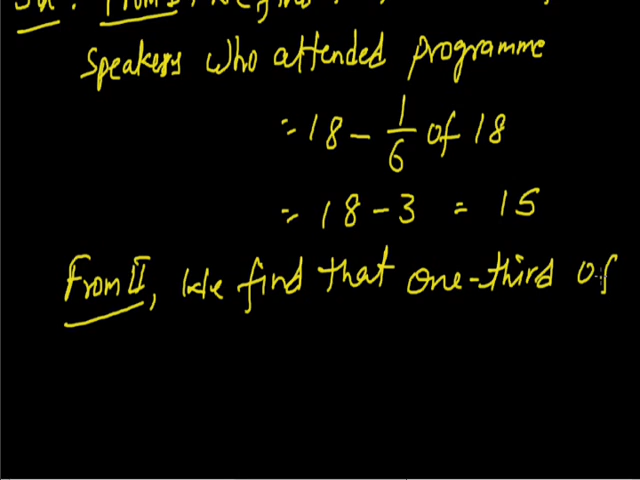 Speakers who attended programme
= 18 - 1/6 of 18
= 18 - 3 = 15
From II, We find that one-third of